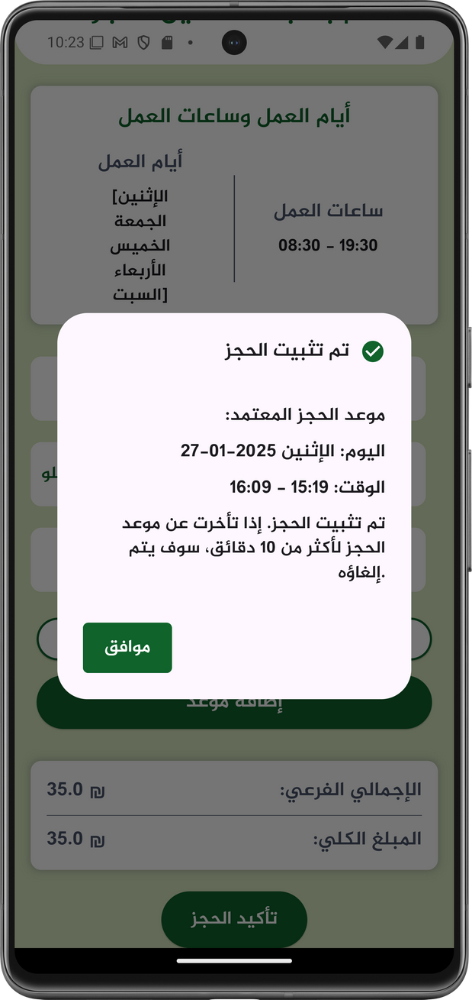 10:23
أيام العمل وساعات العمل
أيام العمل
[الإثنين
الجمعة
الخميس
الأربعاء
السبت]
ساعات العمل
08:30 - 19:30
تم تثبيت الحجز
موعد الحجز المعتمد:
اليوم: الإثنين 2025-01-27
الوقت: 15:19 - 16:09
تم تثبيت الحجز. إذا تأخرت عن موعد
الحجز لأكثر من 10 دقائق، سوف يتم
إلغاؤه.
موافق
إضافة موعد
الإجمالي الفرعي: 35.0 ₪
المبلغ الكلي: 35.0 ₪
تأكيد الحجز